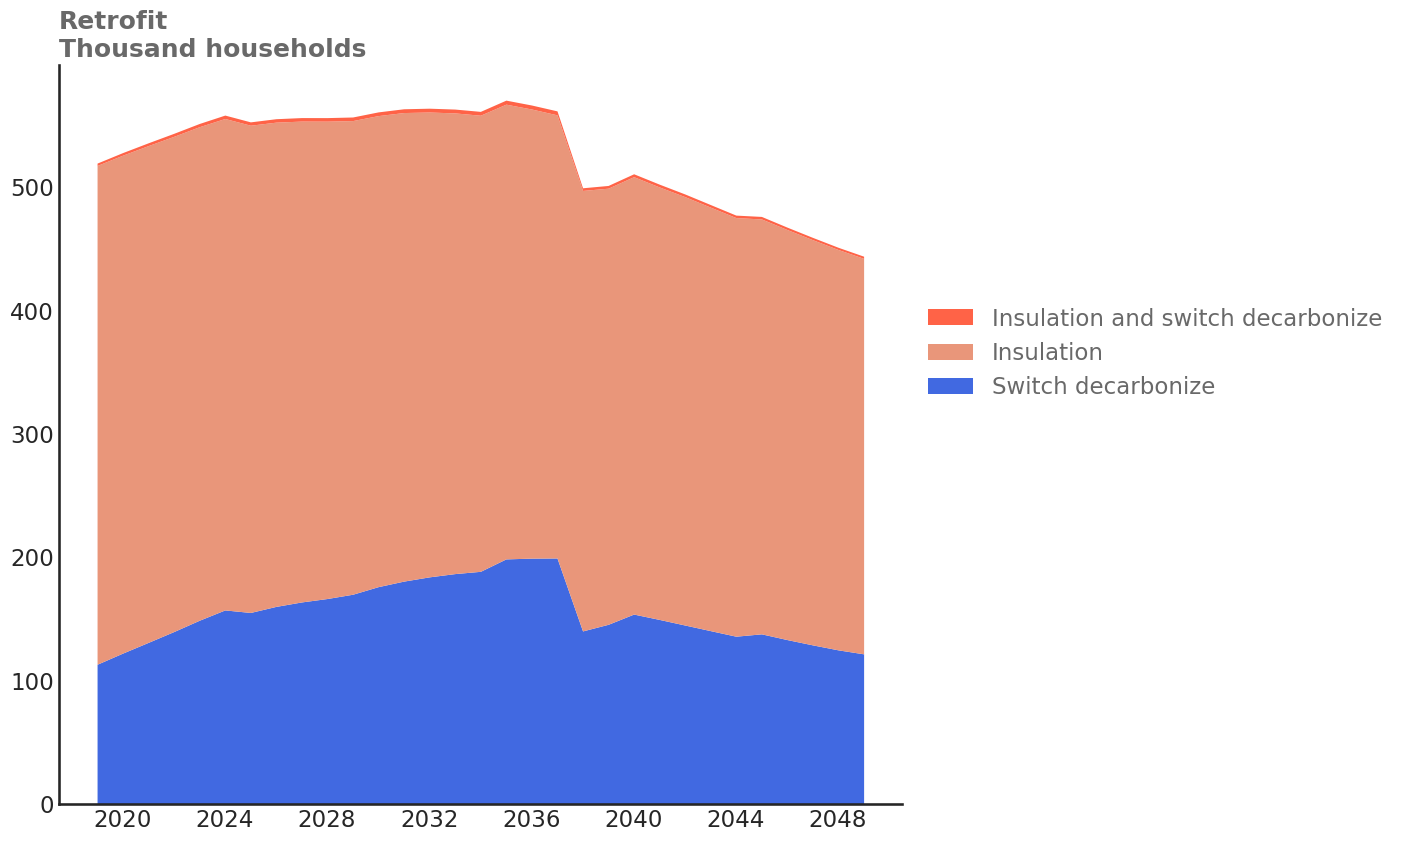 Retrofit
Thousand households
500
400
300
200
100
0
2020 2024 2028 2032 2036 2040 2044 2048
Insulation and switch decarbonize
Insulation
Switch decarbonize